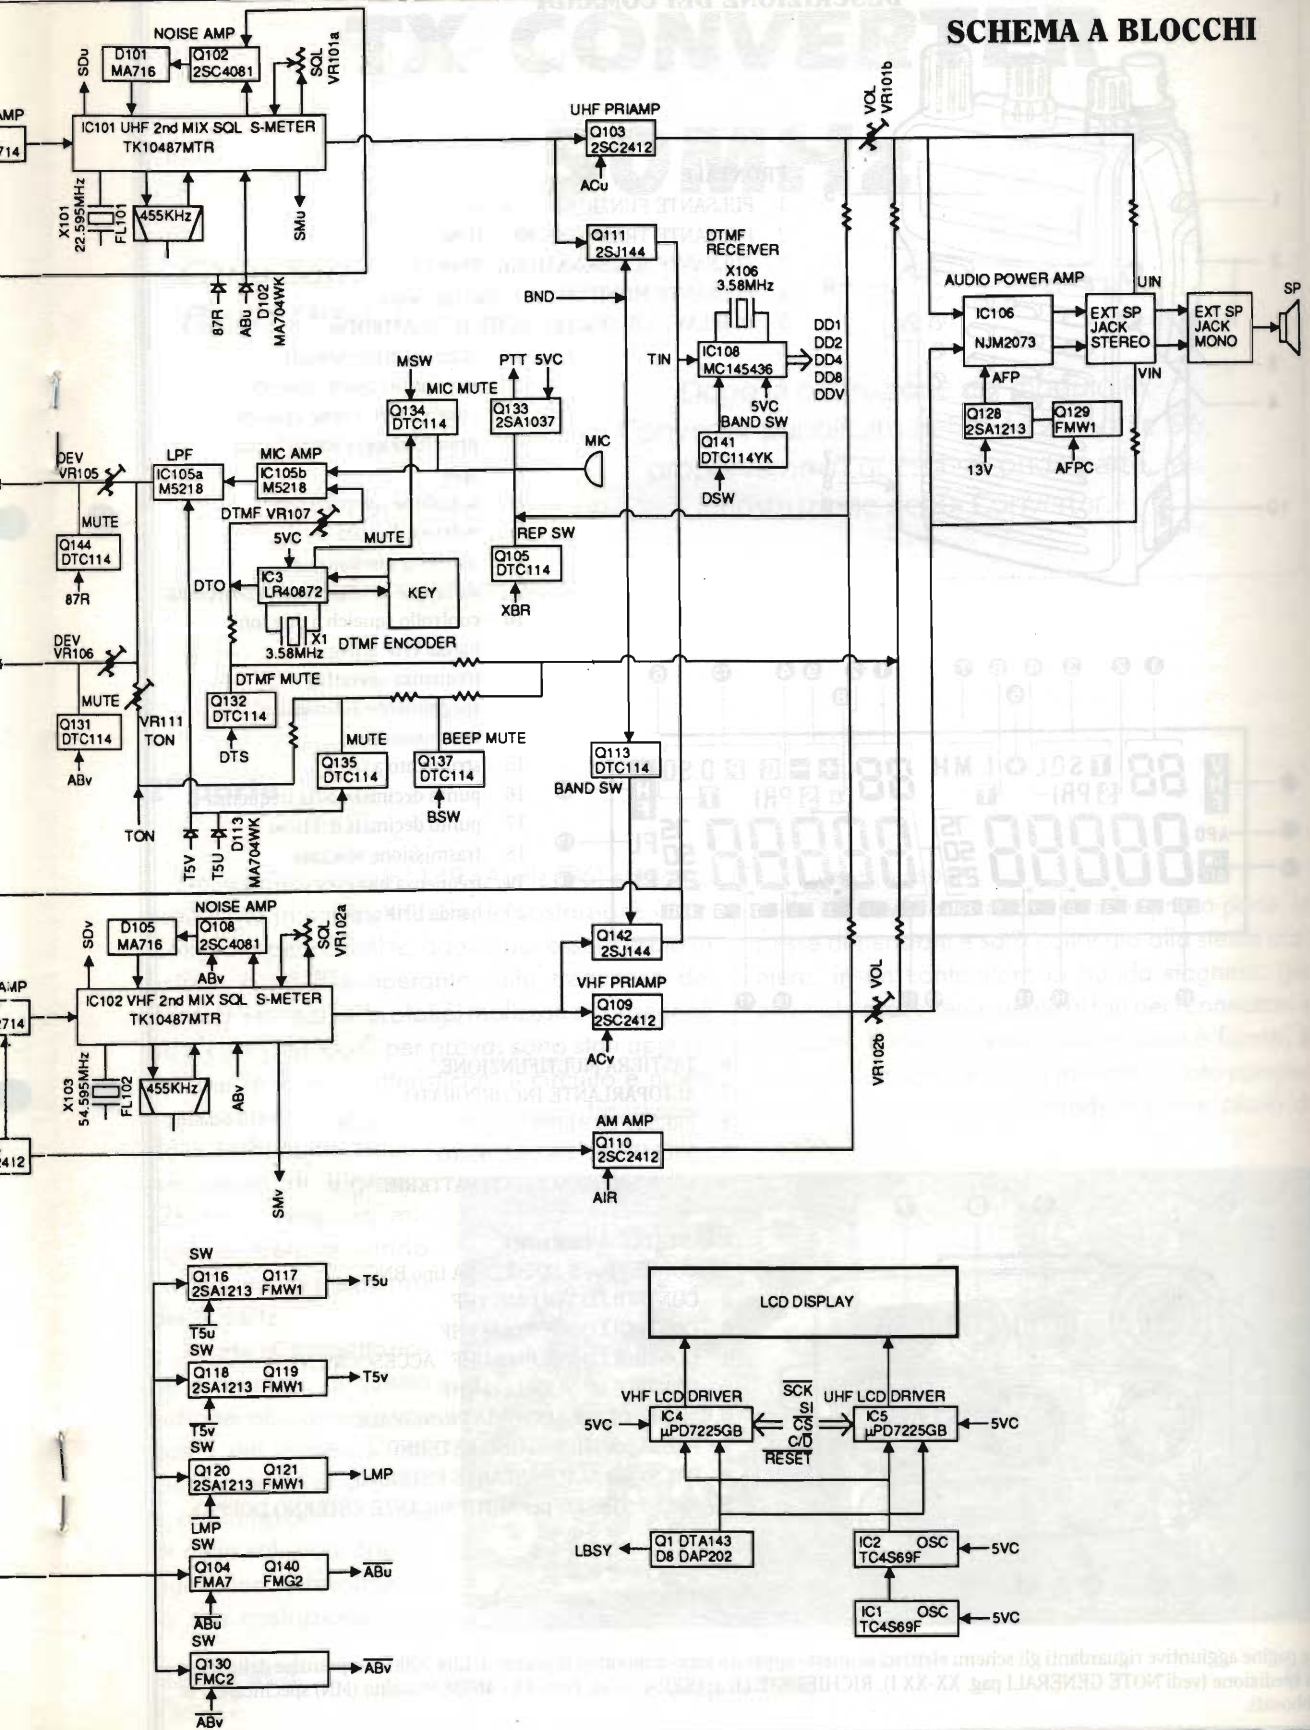 SCHEMA A BLOCCHI
NOISE AMP
D101
MA716
Q102
2SC4081
SDu
SQL
VR101a
AMP
714
IC101 UHF 2nd MIX SQL S-METER
TK10487MTR
X101
22.595MHz
FL101
455KHz
SMu
87R
ABu
D102
MA704WK
UHF PRIAMP
Q103
2SC2412
ACu
VOL
VR101b
Q111
2SJ144
BND
DTMF
RECEIVER
X106
3.58MHz
TIN
IC108
MC145436
DD1
DD2
DD4
DD8
DDV
5VC
BAND SW
Q141
DTC114YK
DSW
AUDIO POWER AMP
IC106
NJM2073
AFP
UIN
EXT SP
JACK
STEREO
VIN
EXT SP
JACK
MONO
SP
Q128
2SA1213
Q129
FMW1
13V
AFPC
MSW
MIC MUTE
Q134
DTC114
PTT 5VC
Q133
2SA1037
MIC
DEV
VR105
LPF
IC105a
M5218
MIC AMP
IC105b
M5218
MUTE
Q144
DTC114
87R
DTMF VR107
5VC
MUTE
DTO
IC3
LR40872
KEY
X1
3.58MHz
DTMF ENCODER
REP SW
Q105
DTC114
XBR
DEV
VR106
MUTE
Q131
DTC114
ABv
VR111
TON
DTMF MUTE
Q132
DTC114
DTS
MUTE
Q135
DTC114
BEEP MUTE
Q137
DTC114
BSW
Q113
DTC114
BAND SW
TON
T5V
T5U
D113
MA704WK
NOISE AMP
D105
MA716
Q108
2SC4081
ABv
SDv
SQL
VR102a
AMP
2714
IC102 VHF 2nd MIX SQL S-METER
TK10487MTR
X103
54.595MHz
FL102
455KHz
ABv
SMv
Q142
2SJ144
VHF PRIAMP
Q109
2SC2412
ACv
VOL
VR102b
2412
AM AMP
Q110
2SC2412
AIR
SW
Q116 Q117
2SA1213 FMW1
T5u
T5u
SW
Q118 Q119
2SA1213 FMW1
T5v
T5v
SW
Q120 Q121
2SA1213 FMW1
LMP
LMP
SW
Q104 Q140
FMA7 FMG2
ABu
ABu
SW
Q130
FMC2
ABv
ABv
LCD DISPLAY
VHF LCD DRIVER
IC4
μPD7225GB
5VC
SCK
SI
CS
C/D
RESET
UHF LCD DRIVER
IC5
μPD7225GB
5VC
LBSY
Q1 DTA143
D8 DAP202
IC2 OSC
TC4S69F
5VC
IC1 OSC
TC4S69F
5VC